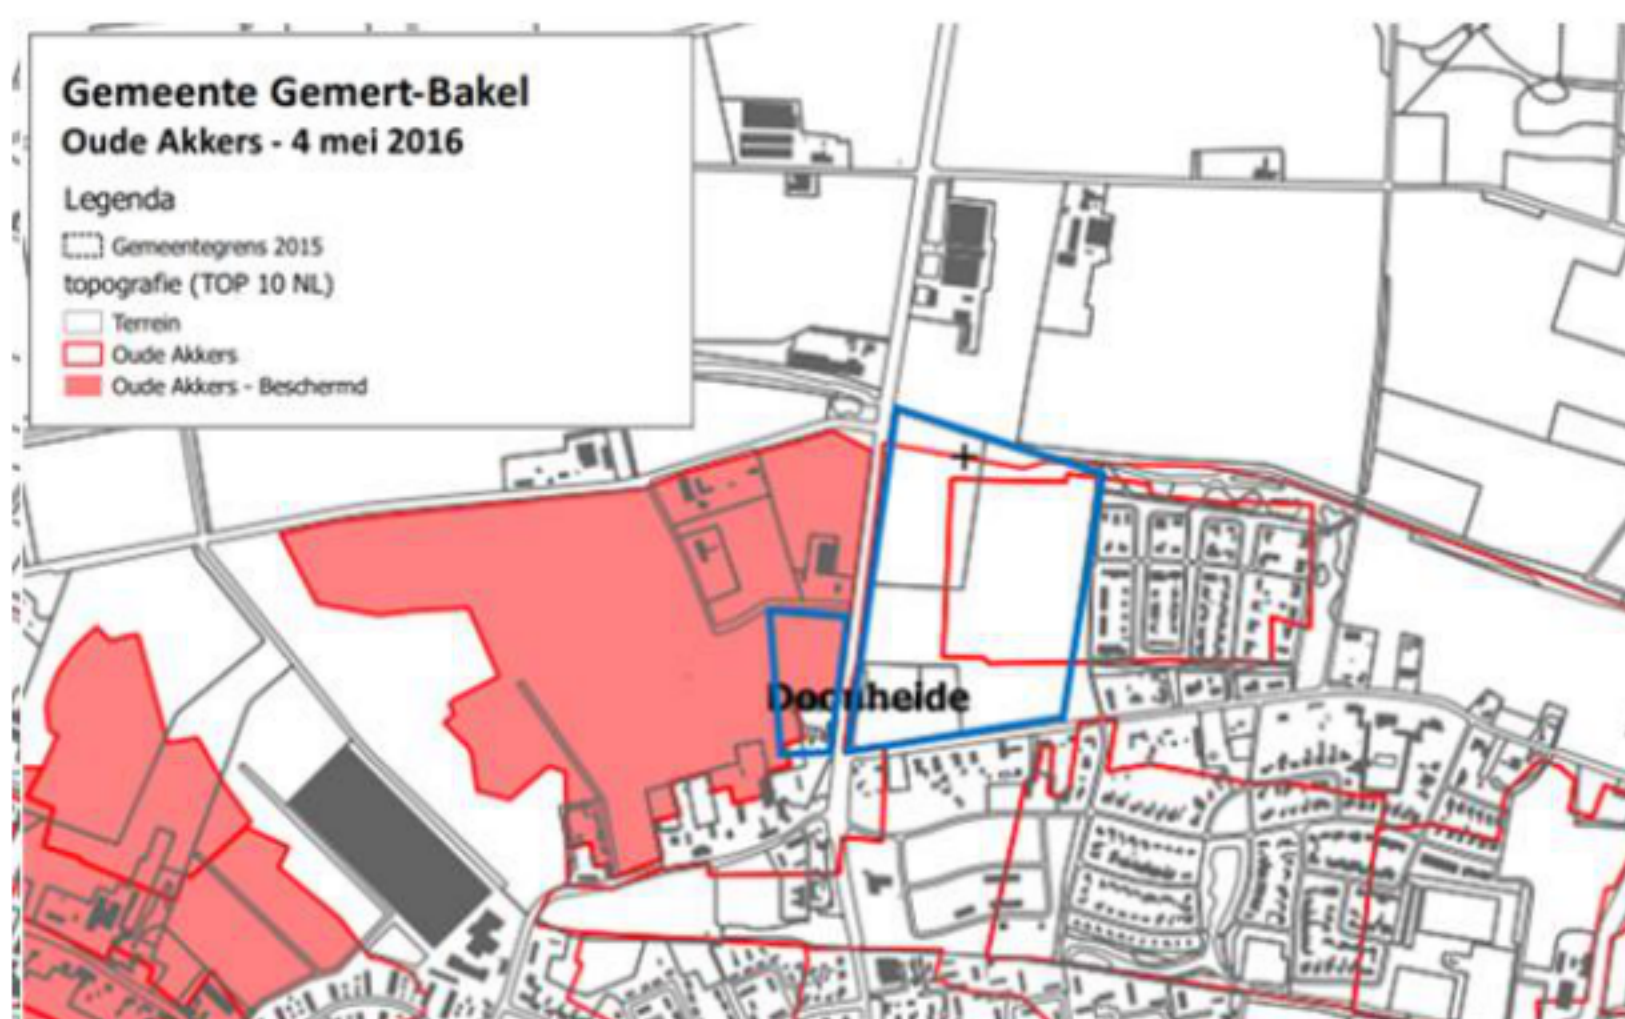 Gemeente Gemert-Bakel
Oude Akkers - 4 mei 2016
Legenda
Gemeentegrens 2015
topografie (TOP 10 NL)
Terrein
Oude Akkers
Oude Akkers - Beschermd
Doornheide